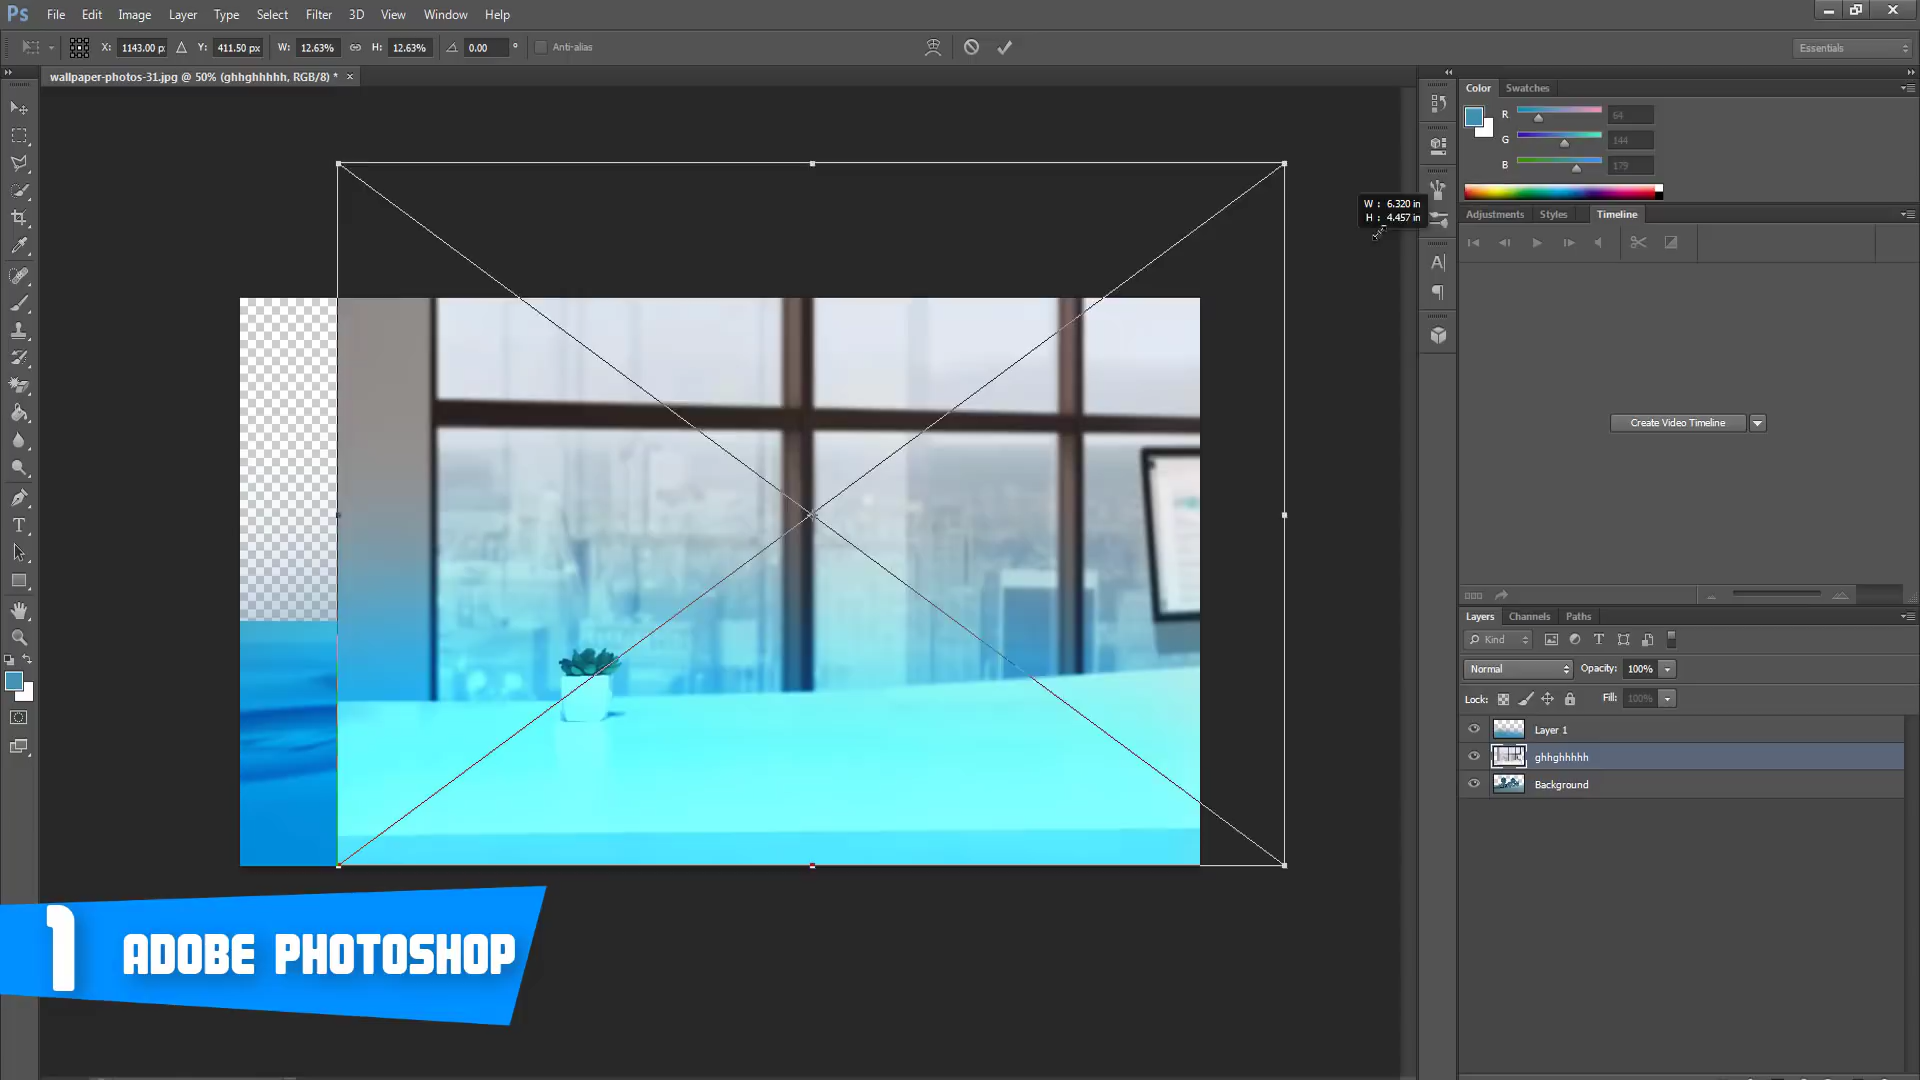 Ps File Edit Image Layer Type Select Filter 3D View Window Help
X: 1143.00 p Y: 411.50 px W: 12.63% H: 12.63% 0.00 ° Anti-alias Essentials
wallpaper-photos-31.jpg @ 50% (ghhghhhhh, RGB/8) * ×
Color Swatches
R 64
G 144
B 179
W : 6.320 in
H : 4.457 in
Adjustments Styles Timeline
Create Video Timeline
Layers Channels Paths
Kind
Normal Opacity: 100%
Lock: Fill: 100%
Layer 1
ghhghhhhh
Background
1 ADOBE PHOTOSHOP